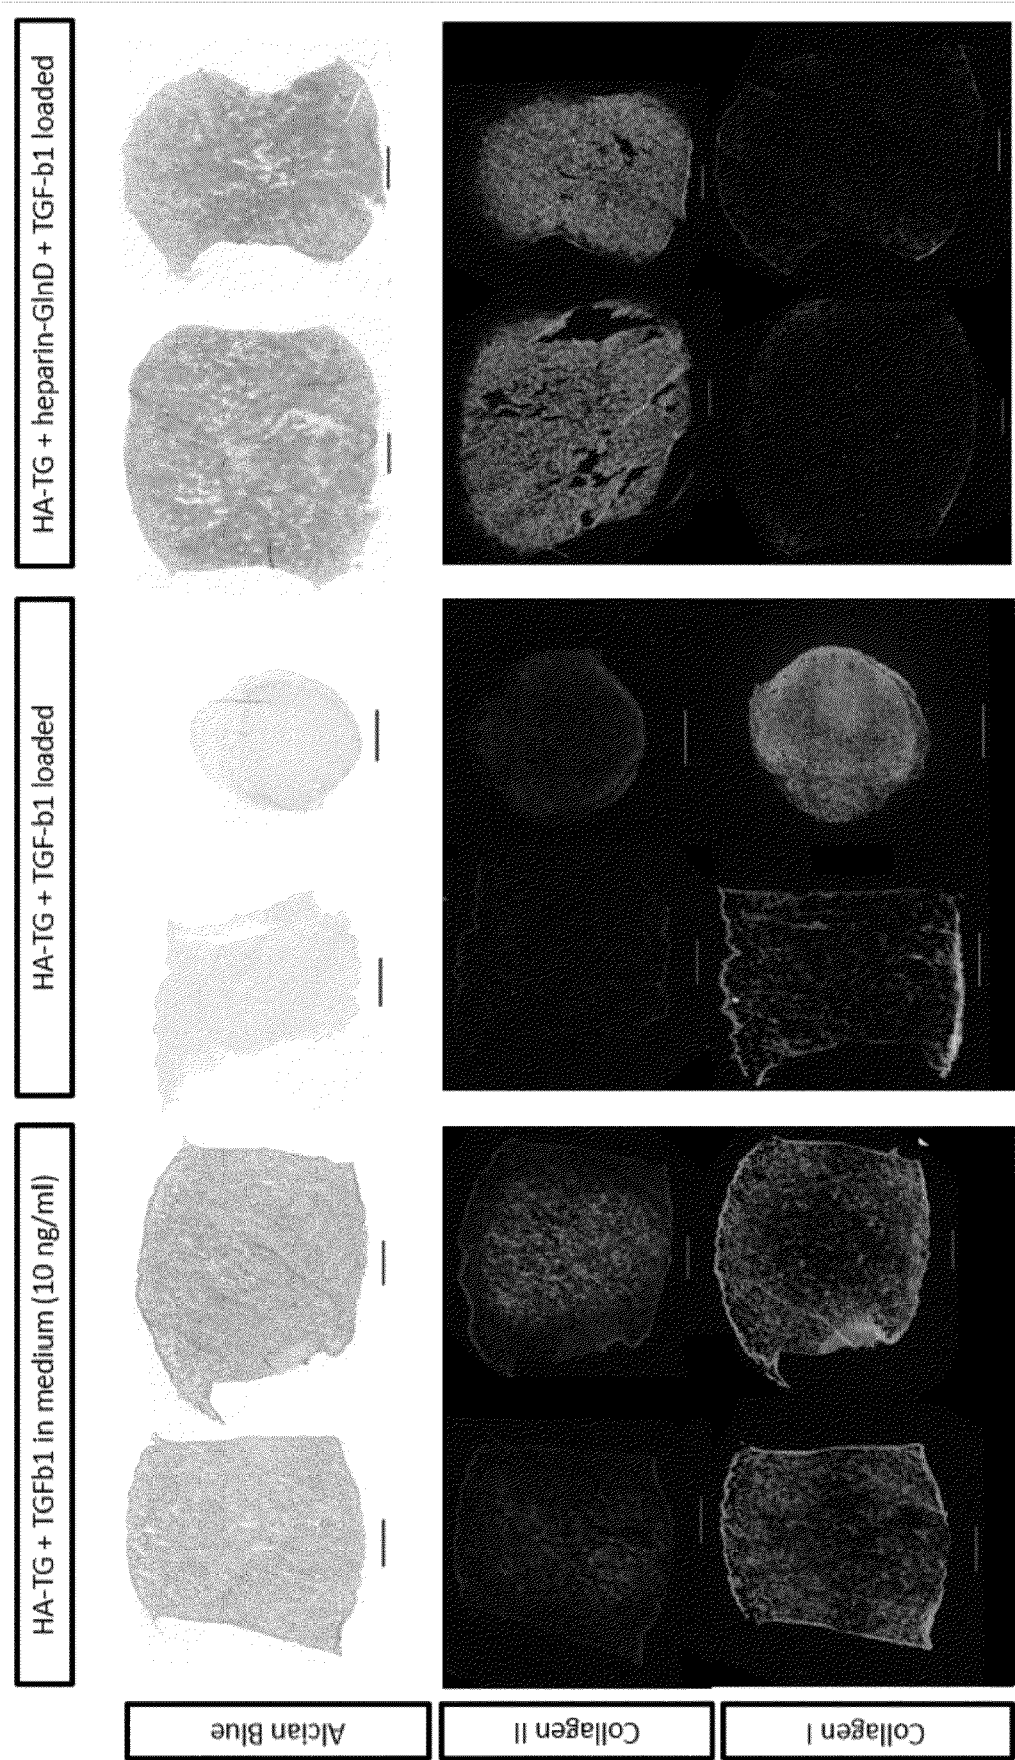 HA-TG + TGFb1 in medium (10 ng/ml)
HA-TG + TGF-b1 loaded
HA-TG + heparin-GlnD + TGF-b1 loaded
Alcian Blue
Collagen II
Collagen I